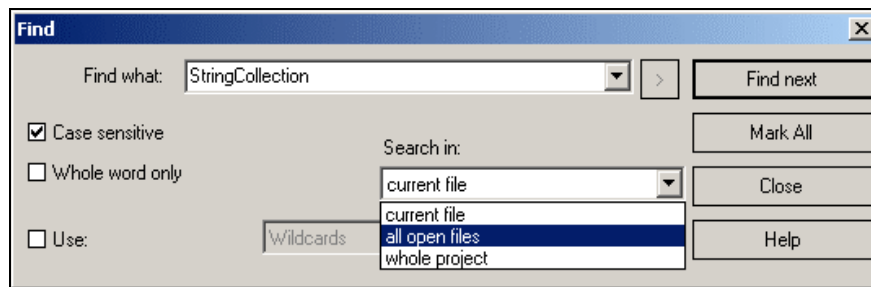 Find
Find what: StringCollection > Find next
Case sensitive
Mark All
Search in:
Whole word only
current file
Close
current file
all open files
whole project
Use: Wildcards
Help